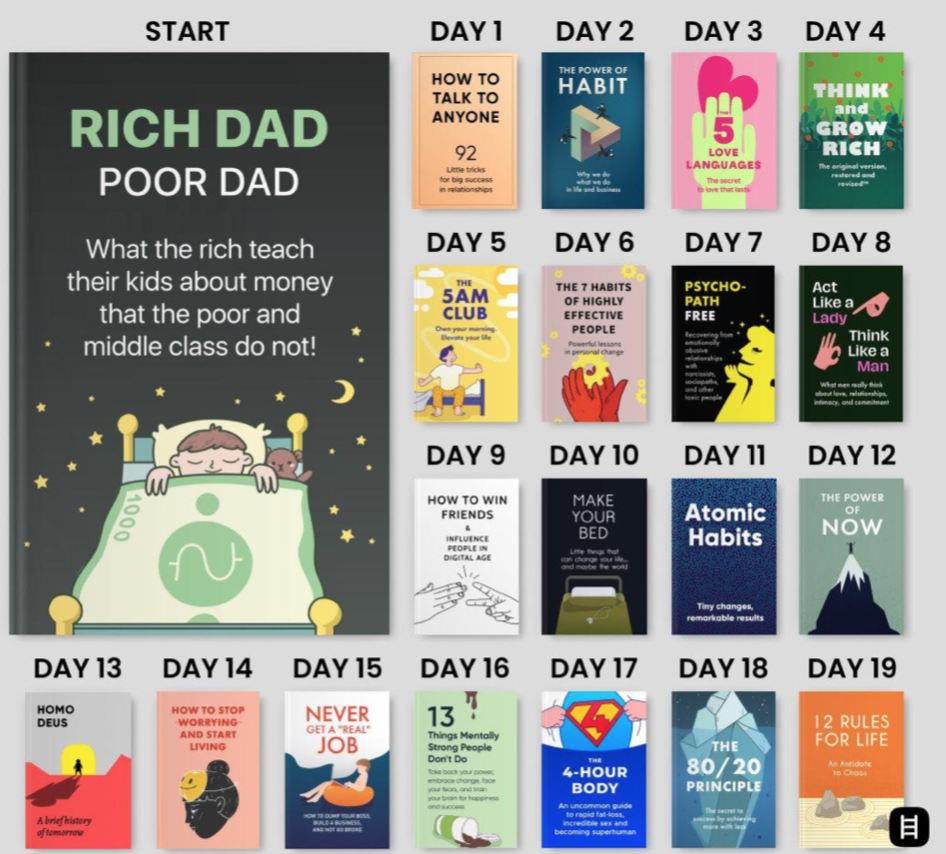 START
RICH DAD
POOR DAD
What the rich teach
their kids about money
that the poor and
middle class do not!
1000
DAY 1
HOW TO
TALK TO
ANYONE
92
Little tricks
for big success
in relationships
DAY 2
THE POWER OF
HABIT
Why we do
what we do
in life and business
DAY 3
THE
5
LOVE
LANGUAGES
The secret
to love that lasts
DAY 4
THINK
and
GROW
RICH
The original version,
restored and
revised™
DAY 5
THE
5AM
CLUB
Own your morning.
Elevate your life
DAY 6
THE 7 HABITS
OF HIGHLY
EFFECTIVE
PEOPLE
Powerful lessons
in personal change
DAY 7
PSYCHO-
PATH
FREE
Recovering from
emotionally
abusive
relationships
with
narcissists,
sociopaths,
and other
toxic people
DAY 8
Act
Like a
Lady
Think
Like a
Man
What men really think
about love, relationships,
intimacy, and commitment
DAY 9
HOW TO WIN
FRIENDS
&
INFLUENCE
PEOPLE IN
DIGITAL AGE
DAY 10
MAKE
YOUR
BED
Little things that
can change your life...
and maybe the world
DAY 11
Atomic
Habits
Tiny changes,
remarkable results
DAY 12
THE POWER
OF
NOW
DAY 13
HOMO
DEUS
A brief history
of tomorrow
DAY 14
HOW TO STOP
WORRYING
AND START
LIVING
DAY 15
NEVER
GET A "REAL"
JOB
HOW TO DUMP YOUR BOSS,
BUILD A BUSINESS,
AND NOT GO BROKE
DAY 16
13
Things Mentally
Strong People
Don't Do
Take back your power,
embrace change, face
your fears, and train
your brain for happiness
and success
DAY 17
4
THE
4-HOUR
BODY
An uncommon guide
to rapid fat-loss,
incredible sex and
becoming superhuman
DAY 18
THE
80/20
PRINCIPLE
The secret to
success by achieving
more with less
DAY 19
12 RULES
FOR LIFE
An Antidote
to Chaos